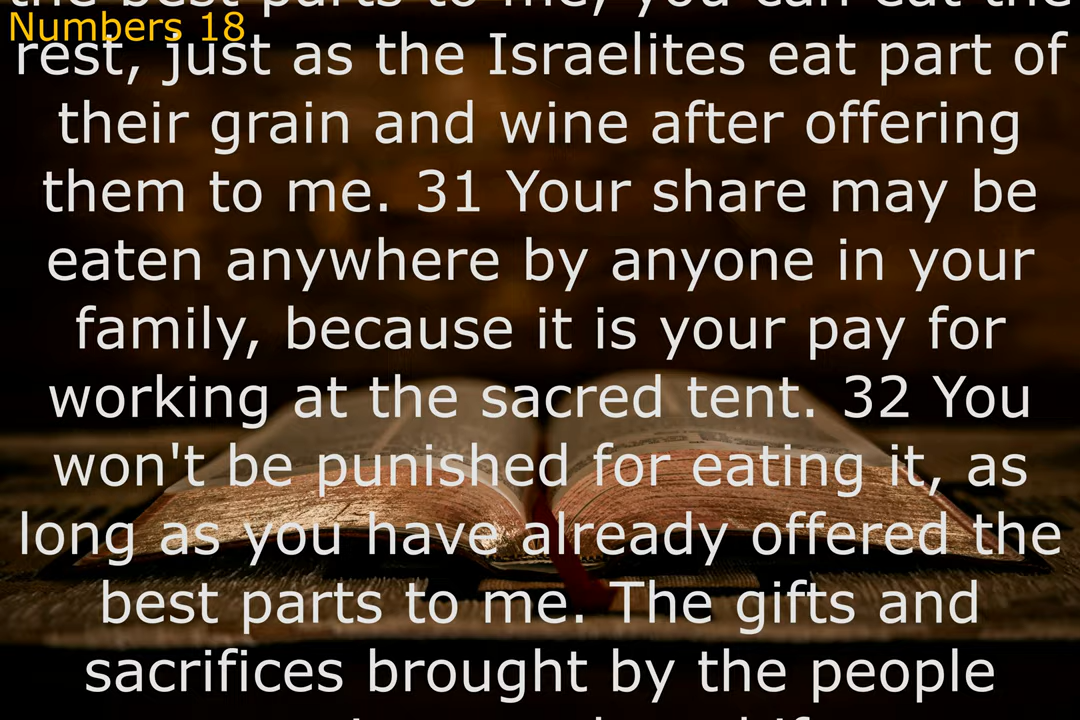 the best parts to me, you can eat the
Numbers 18
rest, just as the Israelites eat part of
their grain and wine after offering
them to me. 31 Your share may be
eaten anywhere by anyone in your
family, because it is your pay for
working at the sacred tent. 32 You
won't be punished for eating it, as
long as you have already offered the
best parts to me. The gifts and
sacrifices brought by the people